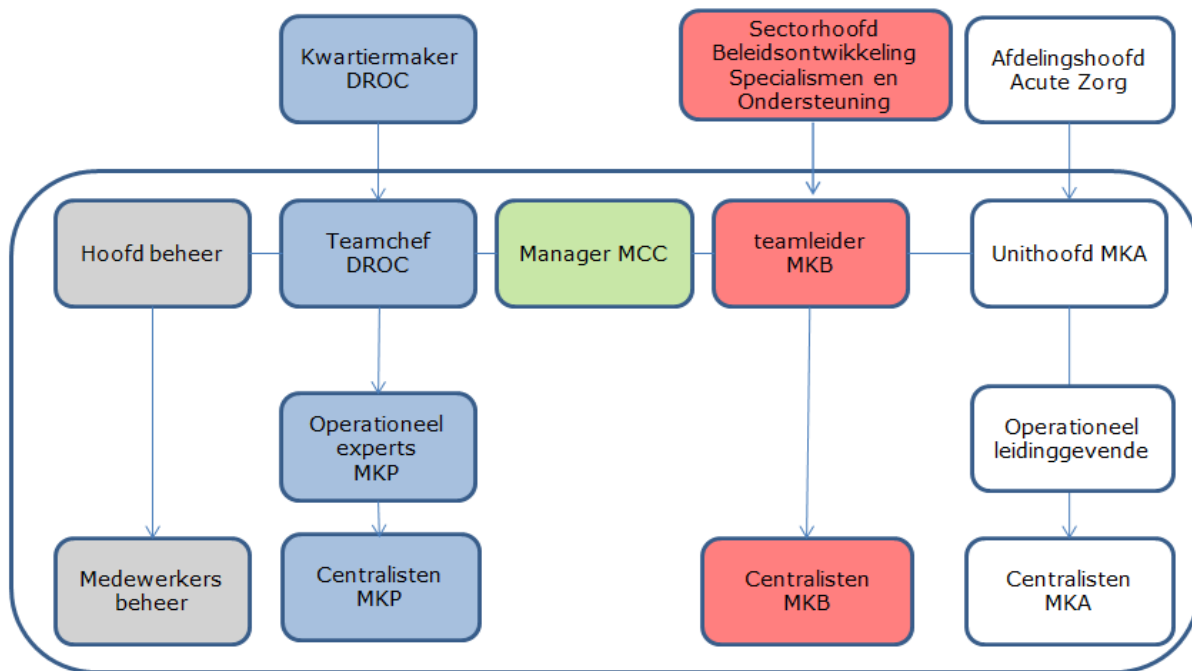 Kwartiermaker
DROC
Sectorhoofd
Beleidsontwikkeling
Specialismen en
Ondersteuning
Afdelingshoofd
Acute Zorg
Hoofd beheer
Teamchef
DROC
Manager MCC
teamleider
MKB
Unithoofd MKA
Operationeel
experts
MKP
Operationeel
leidinggevende
Medewerkers
beheer
Centralisten
MKP
Centralisten
MKB
Centralisten
MKA